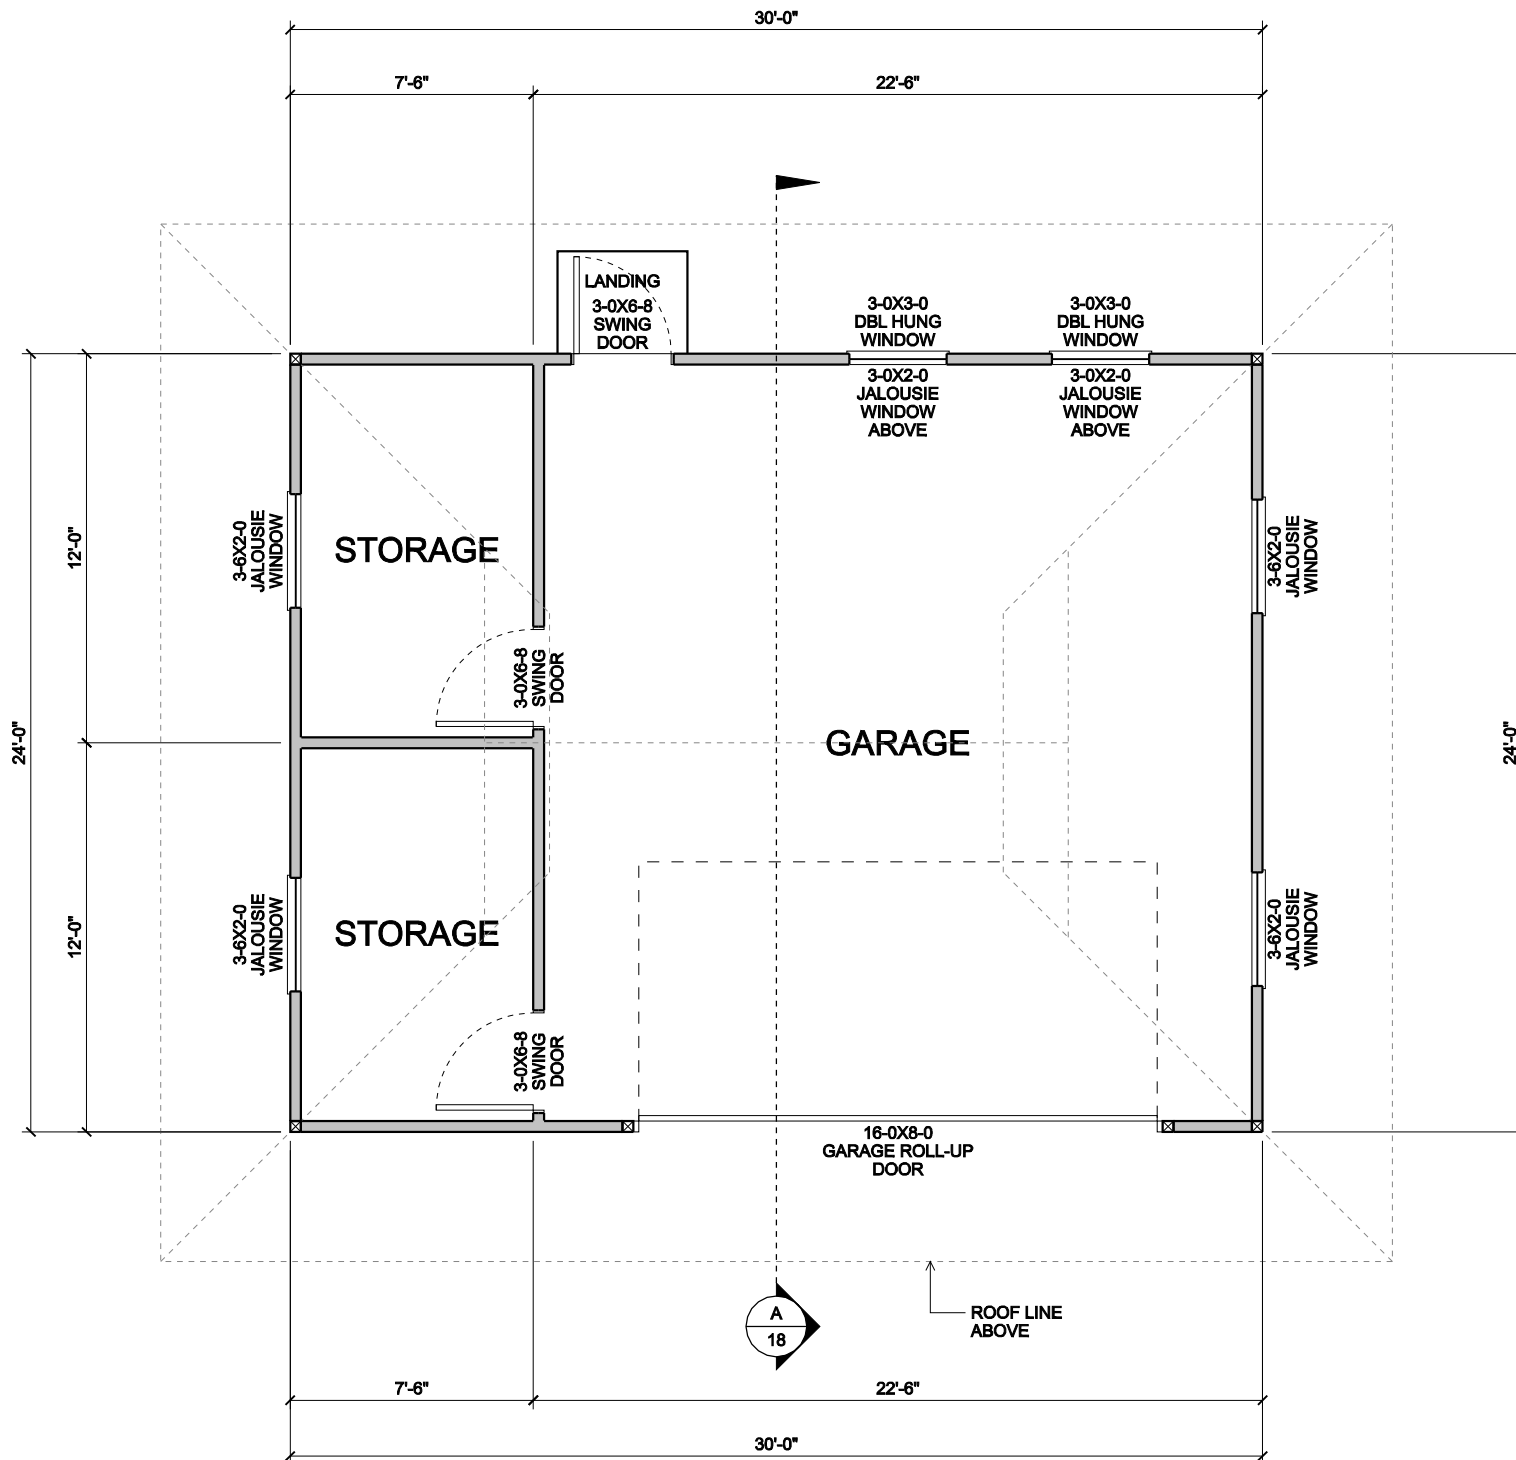 30'-0"
7'-6"
22'-6"
LANDING
3-0X6-8
SWING
DOOR
3-0X3-0
DBL HUNG
WINDOW
3-0X3-0
DBL HUNG
WINDOW
3-0X2-0
JALOUSIE
WINDOW
ABOVE
3-0X2-0
JALOUSIE
WINDOW
ABOVE
12'-0"
3-6X2-0
JALOUSIE
WINDOW
STORAGE
3-6X2-0
JALOUSIE
WINDOW
3-0X6-8
SWING
DOOR
24'-0"
GARAGE
24'-0"
12'-0"
3-6X2-0
JALOUSIE
WINDOW
STORAGE
3-6X2-0
JALOUSIE
WINDOW
3-0X6-8
SWING
DOOR
16-0X8-0
GARAGE ROLL-UP
DOOR
A
18
ROOF LINE
ABOVE
7'-6"
22'-6"
30'-0"